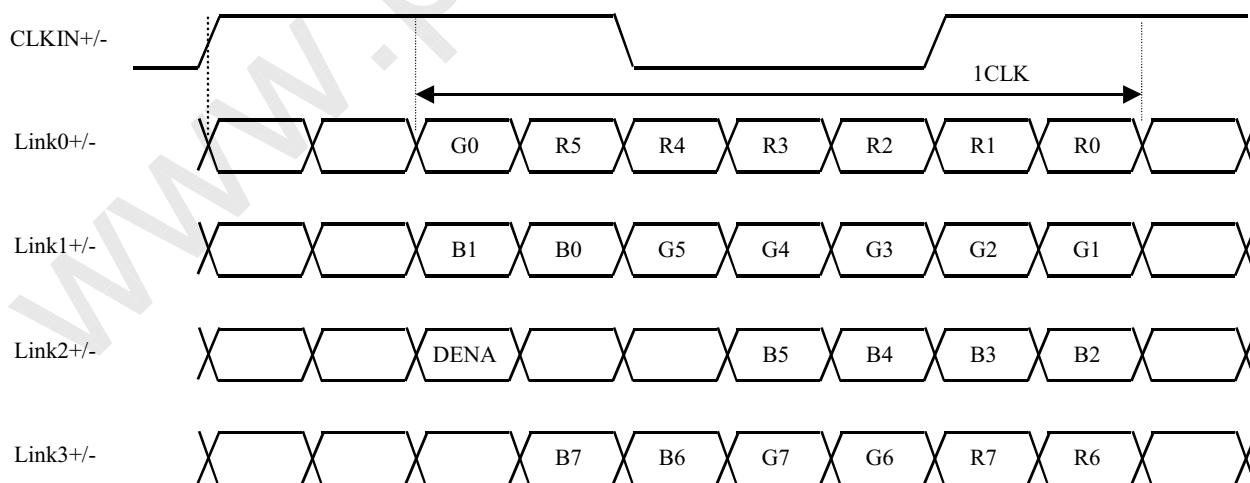 CLKIN+/-
1CLK
Link0+/- G0 R5 R4 R3 R2 R1 R0
Link1+/- B1 B0 G5 G4 G3 G2 G1
Link2+/- DENA B5 B4 B3 B2
Link3+/- B7 B6 G7 G6 R7 R6
www.p